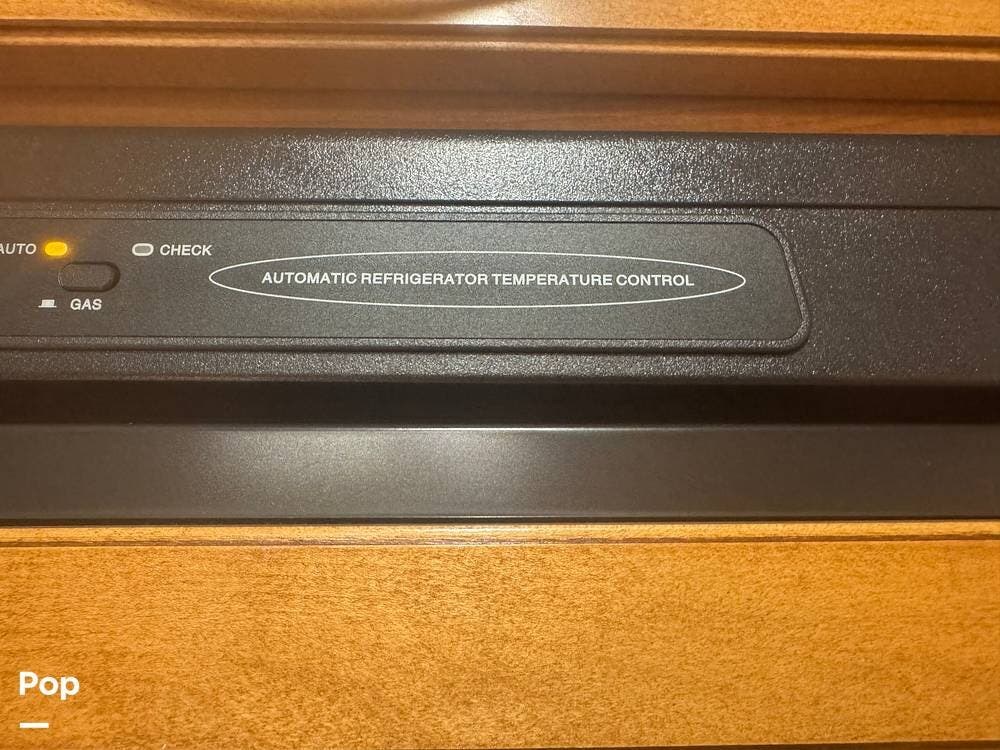 AUTO
CHECK
AUTOMATIC REFRIGERATOR TEMPERATURE CONTROL
GAS
Pop